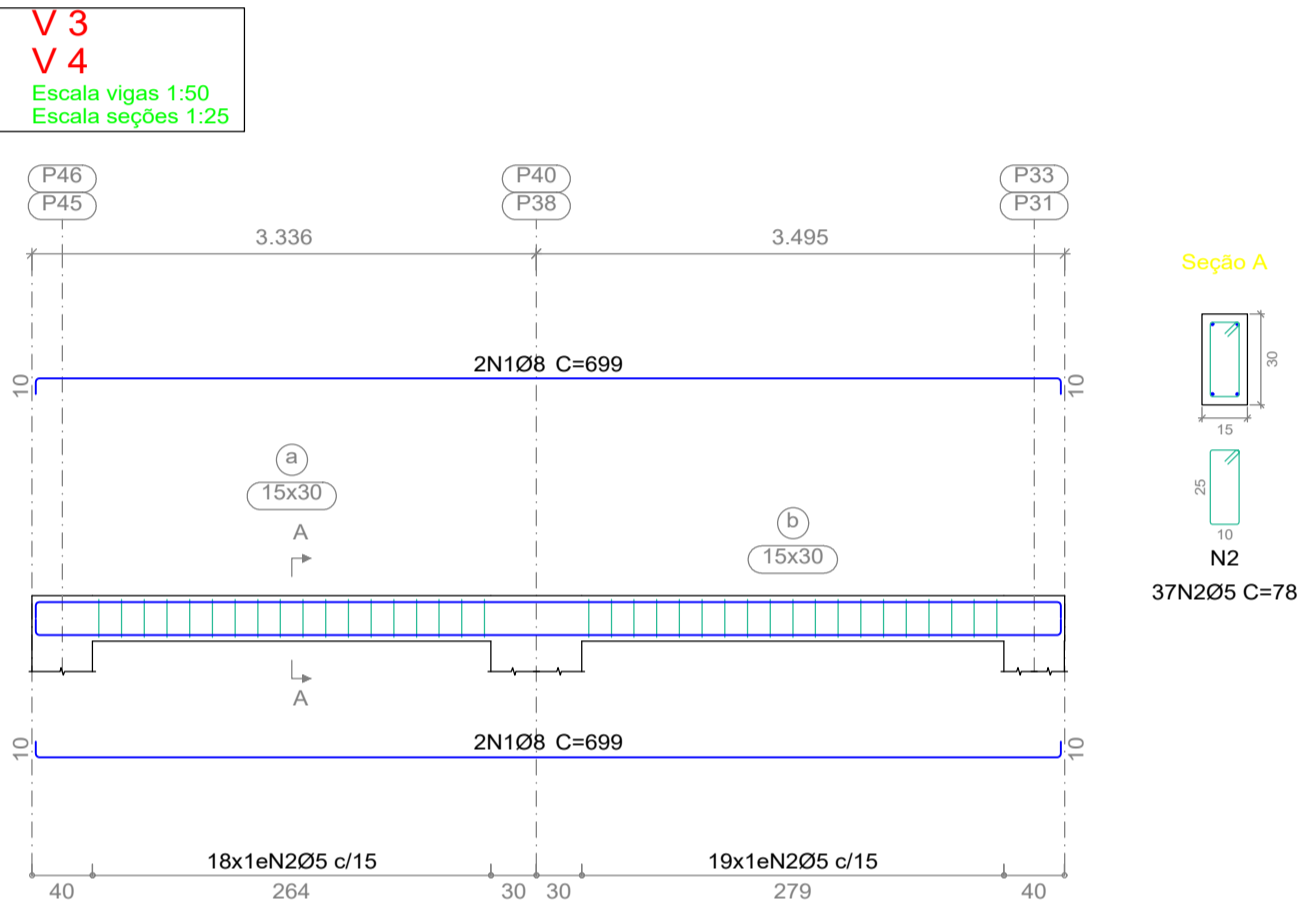 V 3
V 4
Escala vigas 1:50
Escala seções 1:25
P46
P45
P40
P38
P33
P31
3.336
3.495
Seção A
2N1Ø8 C=699
10
10
30
15
a
15x30
A
b
15x30
25
10
N2
37N2Ø5 C=78
A
2N1Ø8 C=699
10
10
18x1eN2Ø5 c/15
19x1eN2Ø5 c/15
40
264
30
30
279
40